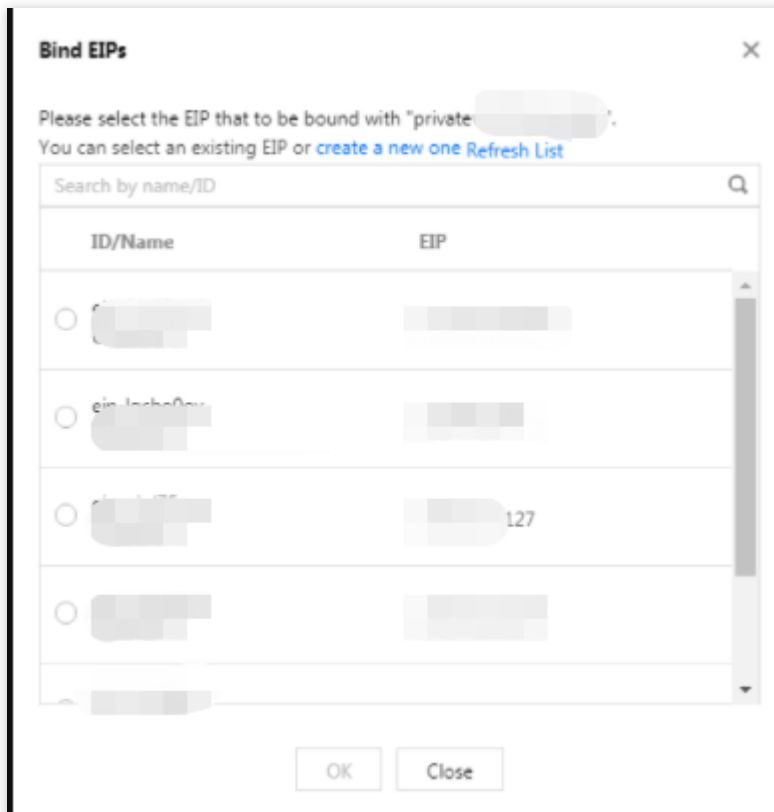 Bind EIPs
Please select the EIP that to be bound with "private ".
You can select an existing EIP or create a new one Refresh List
Search by name/ID
ID/Name EIP
127
OK Close